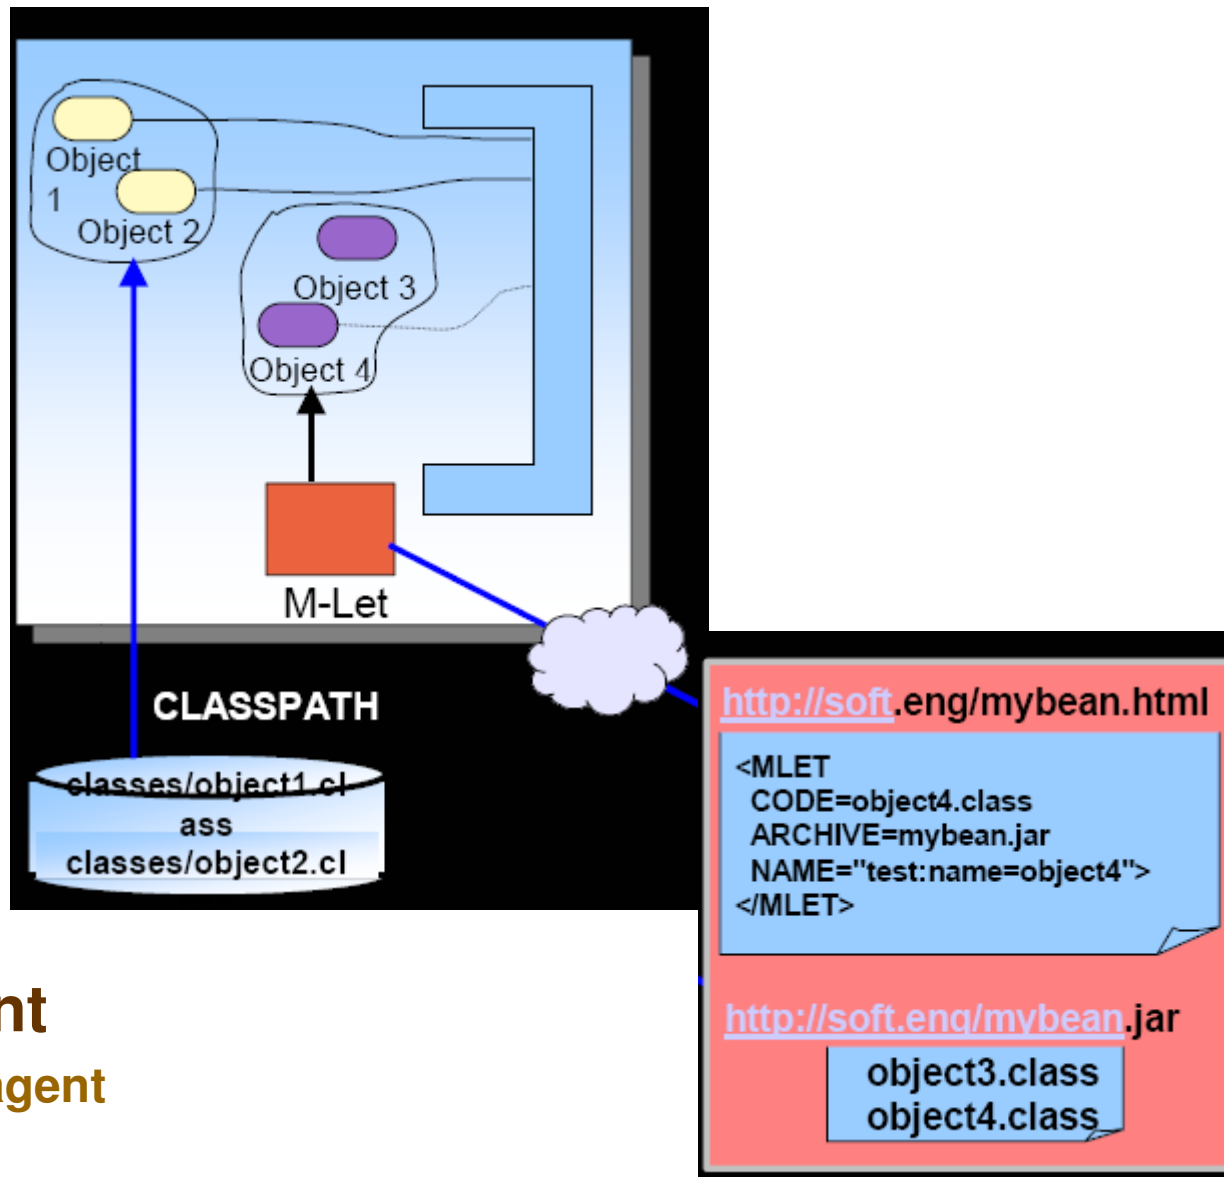 Object
1
Object 2
Object 3
Object 4
M-Let
CLASSPATH
classes/object1.cl
ass
classes/object2.cl
http://soft.eng/mybean.html
<MLET
CODE=object4.class
ARCHIVE=mybean.jar
NAME="test:name=object4">
</MLET>
http://soft.eng/mybean.jar
object3.class
object4.class
nt
agent